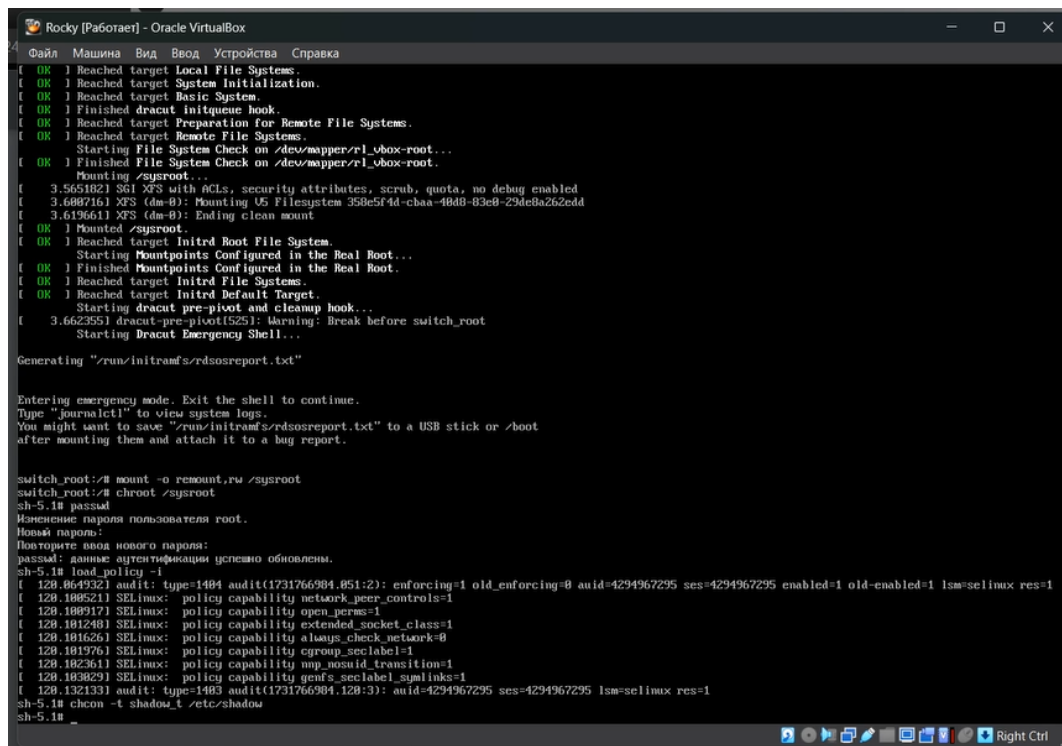 Rocky [Работает] - Oracle VirtualBox
Файл Машина Вид Ввод Устройства Справка
[  OK  ] Reached target Local File Systems.
[  OK  ] Reached target System Initialization.
[  OK  ] Reached target Basic System.
[  OK  ] Finished dracut initqueue hook.
[  OK  ] Reached target Preparation for Remote File Systems.
[  OK  ] Reached target Remote File Systems.
Starting File System Check on /dev/mapper/rl_vbox-root...
[  OK  ] Finished File System Check on /dev/mapper/rl_vbox-root.
Mounting /sysroot...
[    3.565182] SGI XFS with ACLs, security attributes, scrub, quota, no debug enabled
[    3.600716] XFS (dm-0): Mounting V5 Filesystem 358e5f4d-cbaa-40d8-83e0-29de8a262edd
[    3.619661] XFS (dm-0): Ending clean mount
[  OK  ] Mounted /sysroot.
[  OK  ] Reached target Initrd Root File System.
Starting Mountpoints Configured in the Real Root...
[  OK  ] Finished Mountpoints Configured in the Real Root.
[  OK  ] Reached target Initrd File Systems.
[  OK  ] Reached target Initrd Default Target.
Starting dracut pre-pivot and cleanup hook...
[    3.662355] dracut-pre-pivot[525]: Warning: Break before switch_root
Starting Dracut Emergency Shell...
Generating "/run/initramfs/rdsosreport.txt"
Entering emergency mode. Exit the shell to continue.
Type "journalctl" to view system logs.
You might want to save "/run/initramfs/rdsosreport.txt" to a USB stick or /boot
after mounting them and attach it to a bug report.
switch_root:/# mount -o remount,rw /sysroot
switch_root:/# chroot /sysroot
sh-5.1# passwd
Изменение пароля пользователя root.
Новый пароль:
Повторите ввод нового пароля:
passwd: данные аутентификации успешно обновлены.
sh-5.1# load_policy -i
[  120.064932] audit: type=1404 audit(1731766984.051:2): enforcing=1 old_enforcing=0 auid=4294967295 ses=4294967295 enabled=1 old-enabled=1 lsm=selinux res=1
[  120.100521] SELinux:  policy capability network_peer_controls=1
[  120.100917] SELinux:  policy capability open_perms=1
[  120.101248] SELinux:  policy capability extended_socket_class=1
[  120.101626] SELinux:  policy capability always_check_network=0
[  120.101976] SELinux:  policy capability cgroup_seclabel=1
[  120.102361] SELinux:  policy capability nnp_nosuid_transition=1
[  120.103029] SELinux:  policy capability genfs_seclabel_symlinks=1
[  120.132133] audit: type=1403 audit(1731766984.120:3): auid=4294967295 ses=4294967295 lsm=selinux res=1
sh-5.1# chcon -t shadow_t /etc/shadow
sh-5.1# _
Right Ctrl